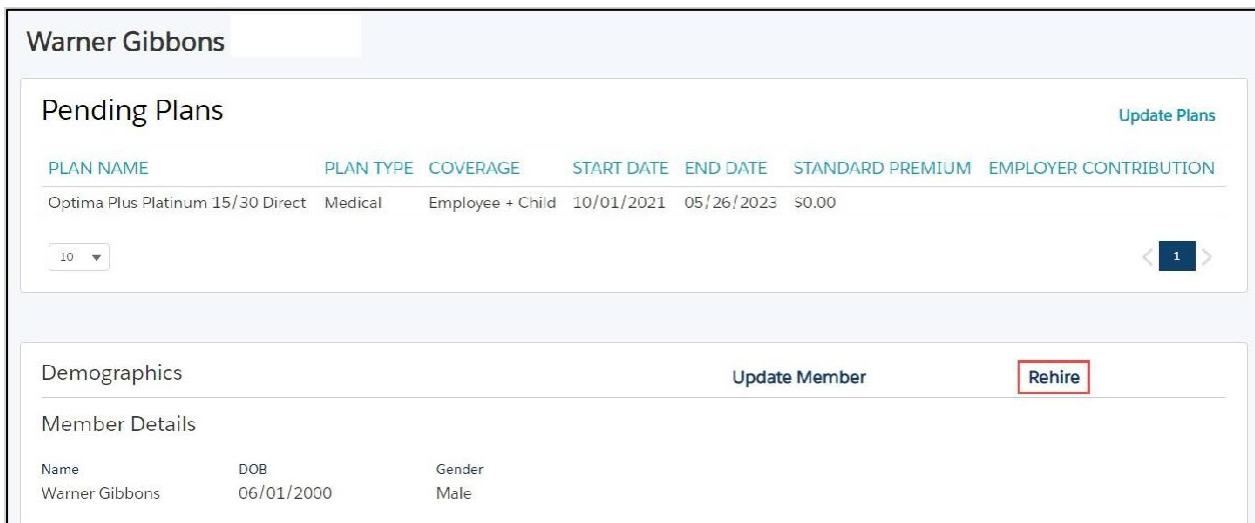 Warner Gibbons
Pending Plans
Update Plans
PLAN NAME PLAN TYPE COVERAGE START DATE END DATE STANDARD PREMIUM EMPLOYER CONTRIBUTION
Optima Plus Platinum 15/30 Direct Medical Employee + Child 10/01/2021 05/26/2023 $0.00
10 1
Demographics Update Member Rehire
Member Details
Name DOB Gender
Warner Gibbons 06/01/2000 Male